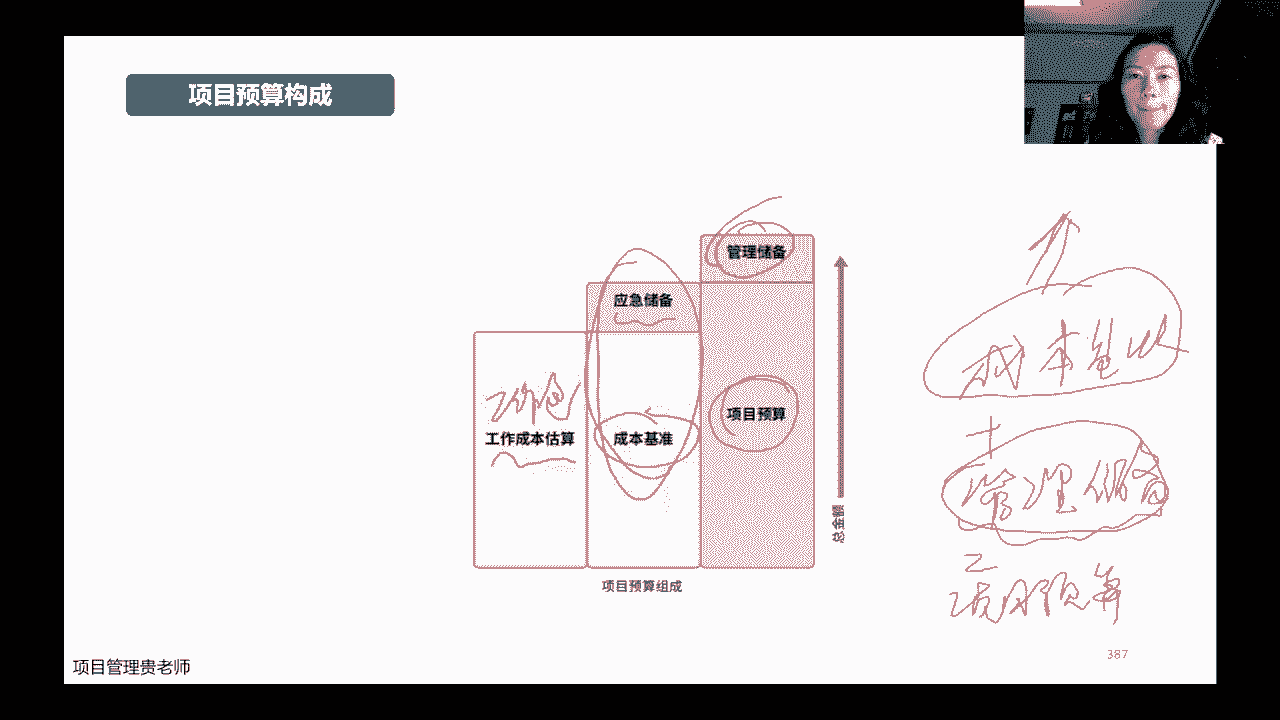 项目预算构成
管理储备
应急储备
工作包
工作成本估算
成本基准
项目预算
总金额
项目预算组成
成本基以
+
管理储备
=
项目预算
387
项目管理贵老师